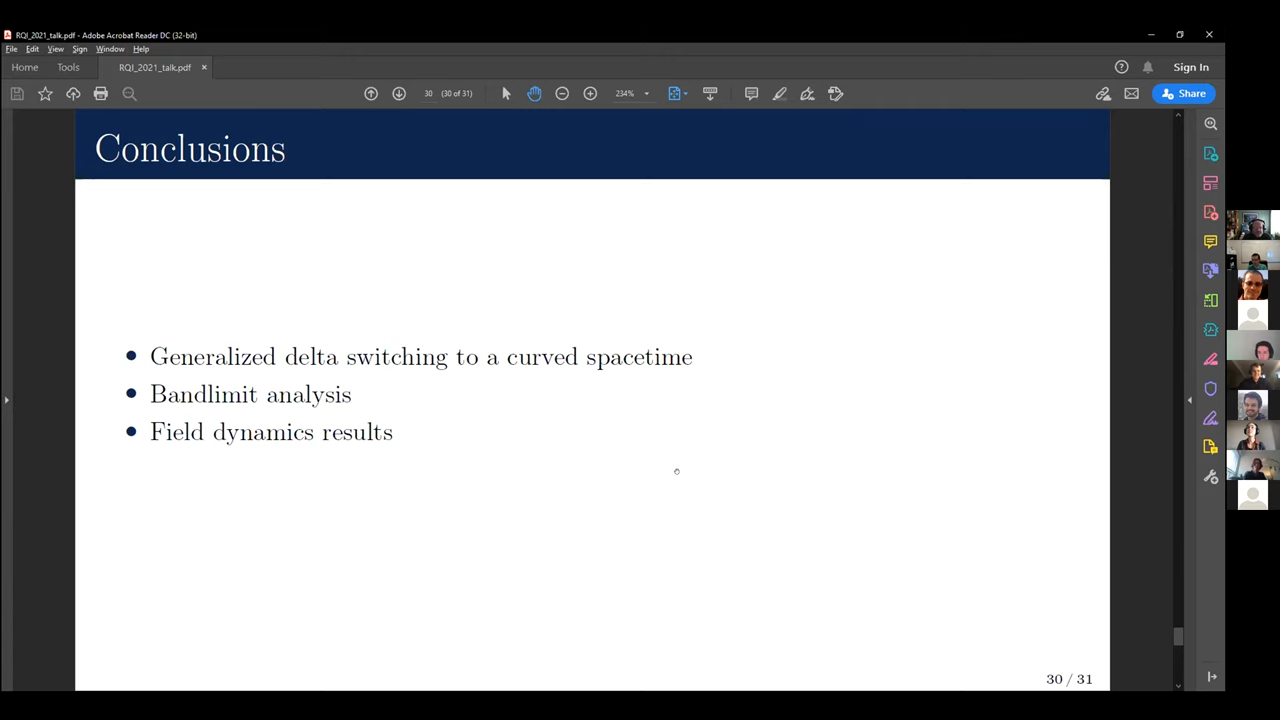 RQI_2021_talk.pdf - Adobe Acrobat Reader DC (32-bit)
File Edit View Sign Window Help
Home Tools RQI_2021_talk.pdf × Sign In
30 (30 of 31) 234% Share
Conclusions
• Generalized delta switching to a curved spacetime
• Bandlimit analysis
• Field dynamics results
30 / 31